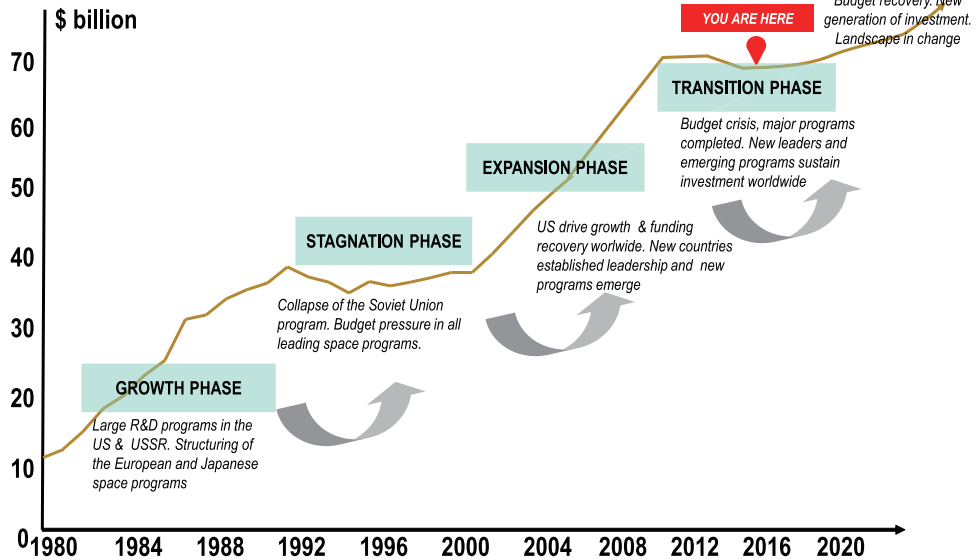 $ billion
70
60
50
40
30
20
10
0
1980 1984 1988 1992 1996 2000 2004 2008 2012 2016 2020
GROWTH PHASE
Large R&D programs in the
US & USSR. Structuring of
the European and Japanese
space programs
STAGNATION PHASE
Collapse of the Soviet Union
program. Budget pressure in all
leading space programs.
EXPANSION PHASE
US drive growth & funding
recovery worlwide. New countries
established leadership and new
programs emerge
YOU ARE HERE
TRANSITION PHASE
Budget crisis, major programs
completed. New leaders and
emerging programs sustain
investment worldwide
Budget recovery. New
generation of investment.
Landscape in change